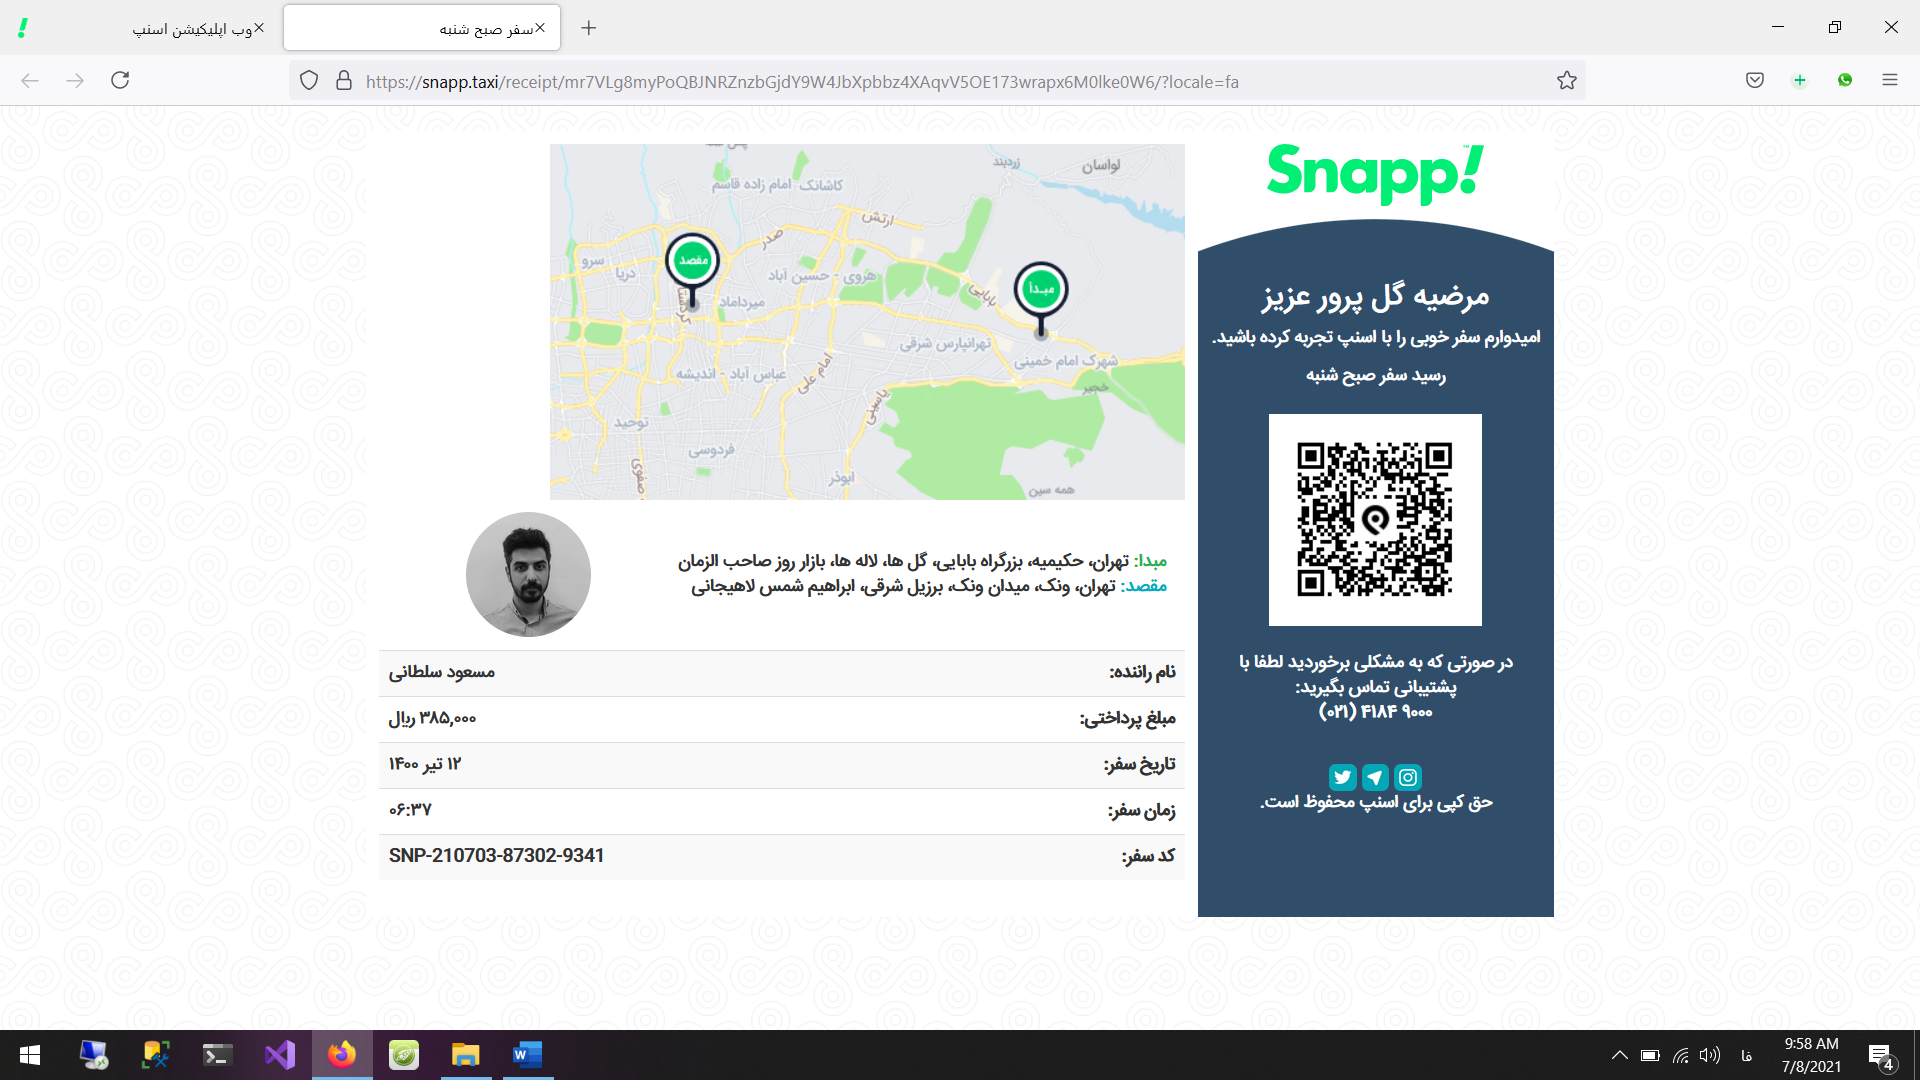 وب اپلیکیشن اسنپ
سفر صبح شنبه
https://snapp.taxi/receipt/mr7VLg8myPoQBJNRZnzbGjdY9W4JbXpbbz4XAqvV5OE173wrapx6M0lke0W6/?locale=fa
Snapp!
™
مرضیه گل پرور عزیز
امیدوارم سفر خوبی را با اسنپ تجربه کرده باشید.
رسید سفر صبح شنبه
در صورتی که به مشکلی برخوردید لطفا با
پشتیبانی تماس بگیرید:
(۰۲۱) ۴۱۸۴ ۹۰۰۰
حق کپی برای اسنپ محفوظ است.
زردبند
لواسان
کاشانک
امام زاده قاسم
ارتش
صدر
مقصد
سرو
دریا
هروی - حسین آباد
مبدأ
بابایی
میرداماد
کردستان
تهرانپارس شرقی
شهرک امام خمینی
امام علی
عباس آباد - اندیشه
خجیر
یاسینی
توحید
فردوسی
صفوی
ابوذر
همه سین
مبدا: تهران، حکیمیه، بزرگراه بابایی، گل ها، لاله ها، بازار روز صاحب الزمان
مقصد: تهران، ونک، میدان ونک، برزیل شرقی، ابراهیم شمس لاهیجانی
نام راننده: مسعود سلطانی
مبلغ پرداختی: ۳۸۵,۰۰۰ ریال
تاریخ سفر: ۱۲ تیر ۱۴۰۰
زمان سفر: ۰۶:۳۷
کد سفر: SNP-210703-87302-9341
فا
9:58 AM
7/8/2021
4